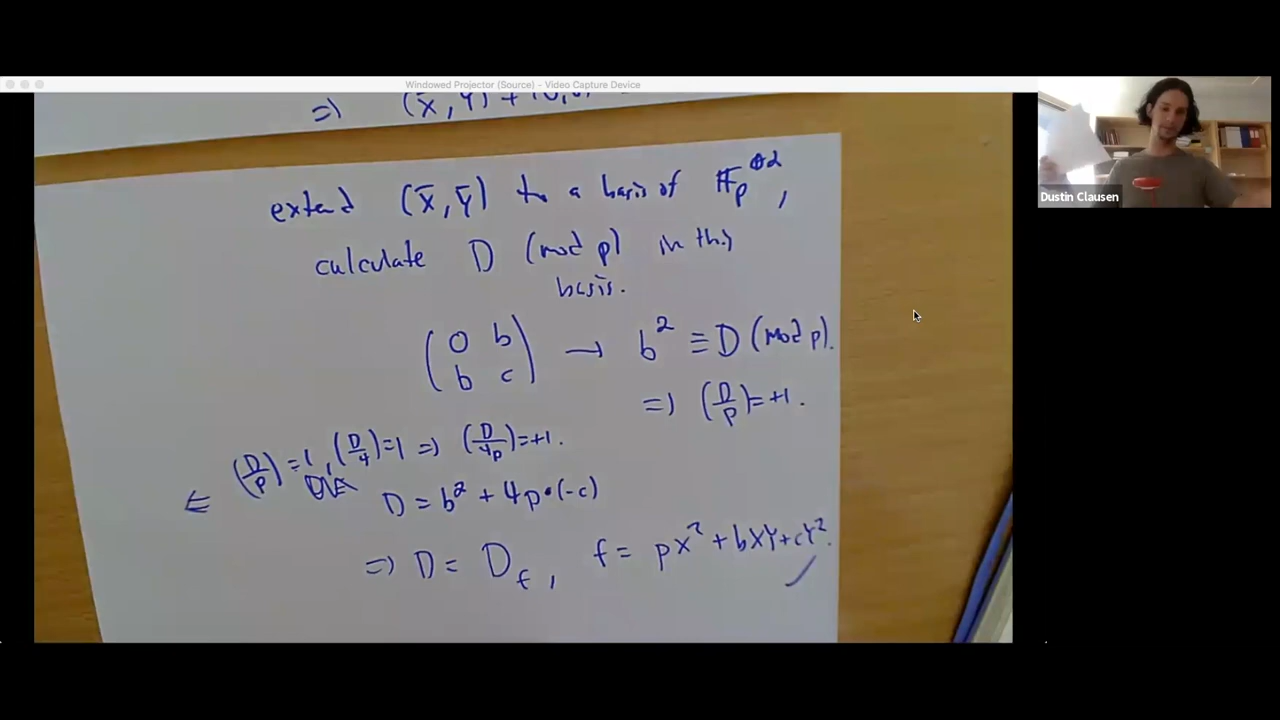 Windowed Projector (Source) - Video Capture Device
⇒ (x̄, ȳ) +
extend (x̄, ȳ) to a basis of 𝔽_p^{⊕2},
calculate D (mod p) in this
basis.
(0 b; b c) → b² ≡ D (mod p).
⇒ (D/p) = +1.
⇐ (D/p) = 1, (D/4) = 1 ⇒ (D/4p) = +1.
D = b² + 4p·(-c)
⇒ D = D_f, f = pX² + bXY + cY².
Dustin Clausen